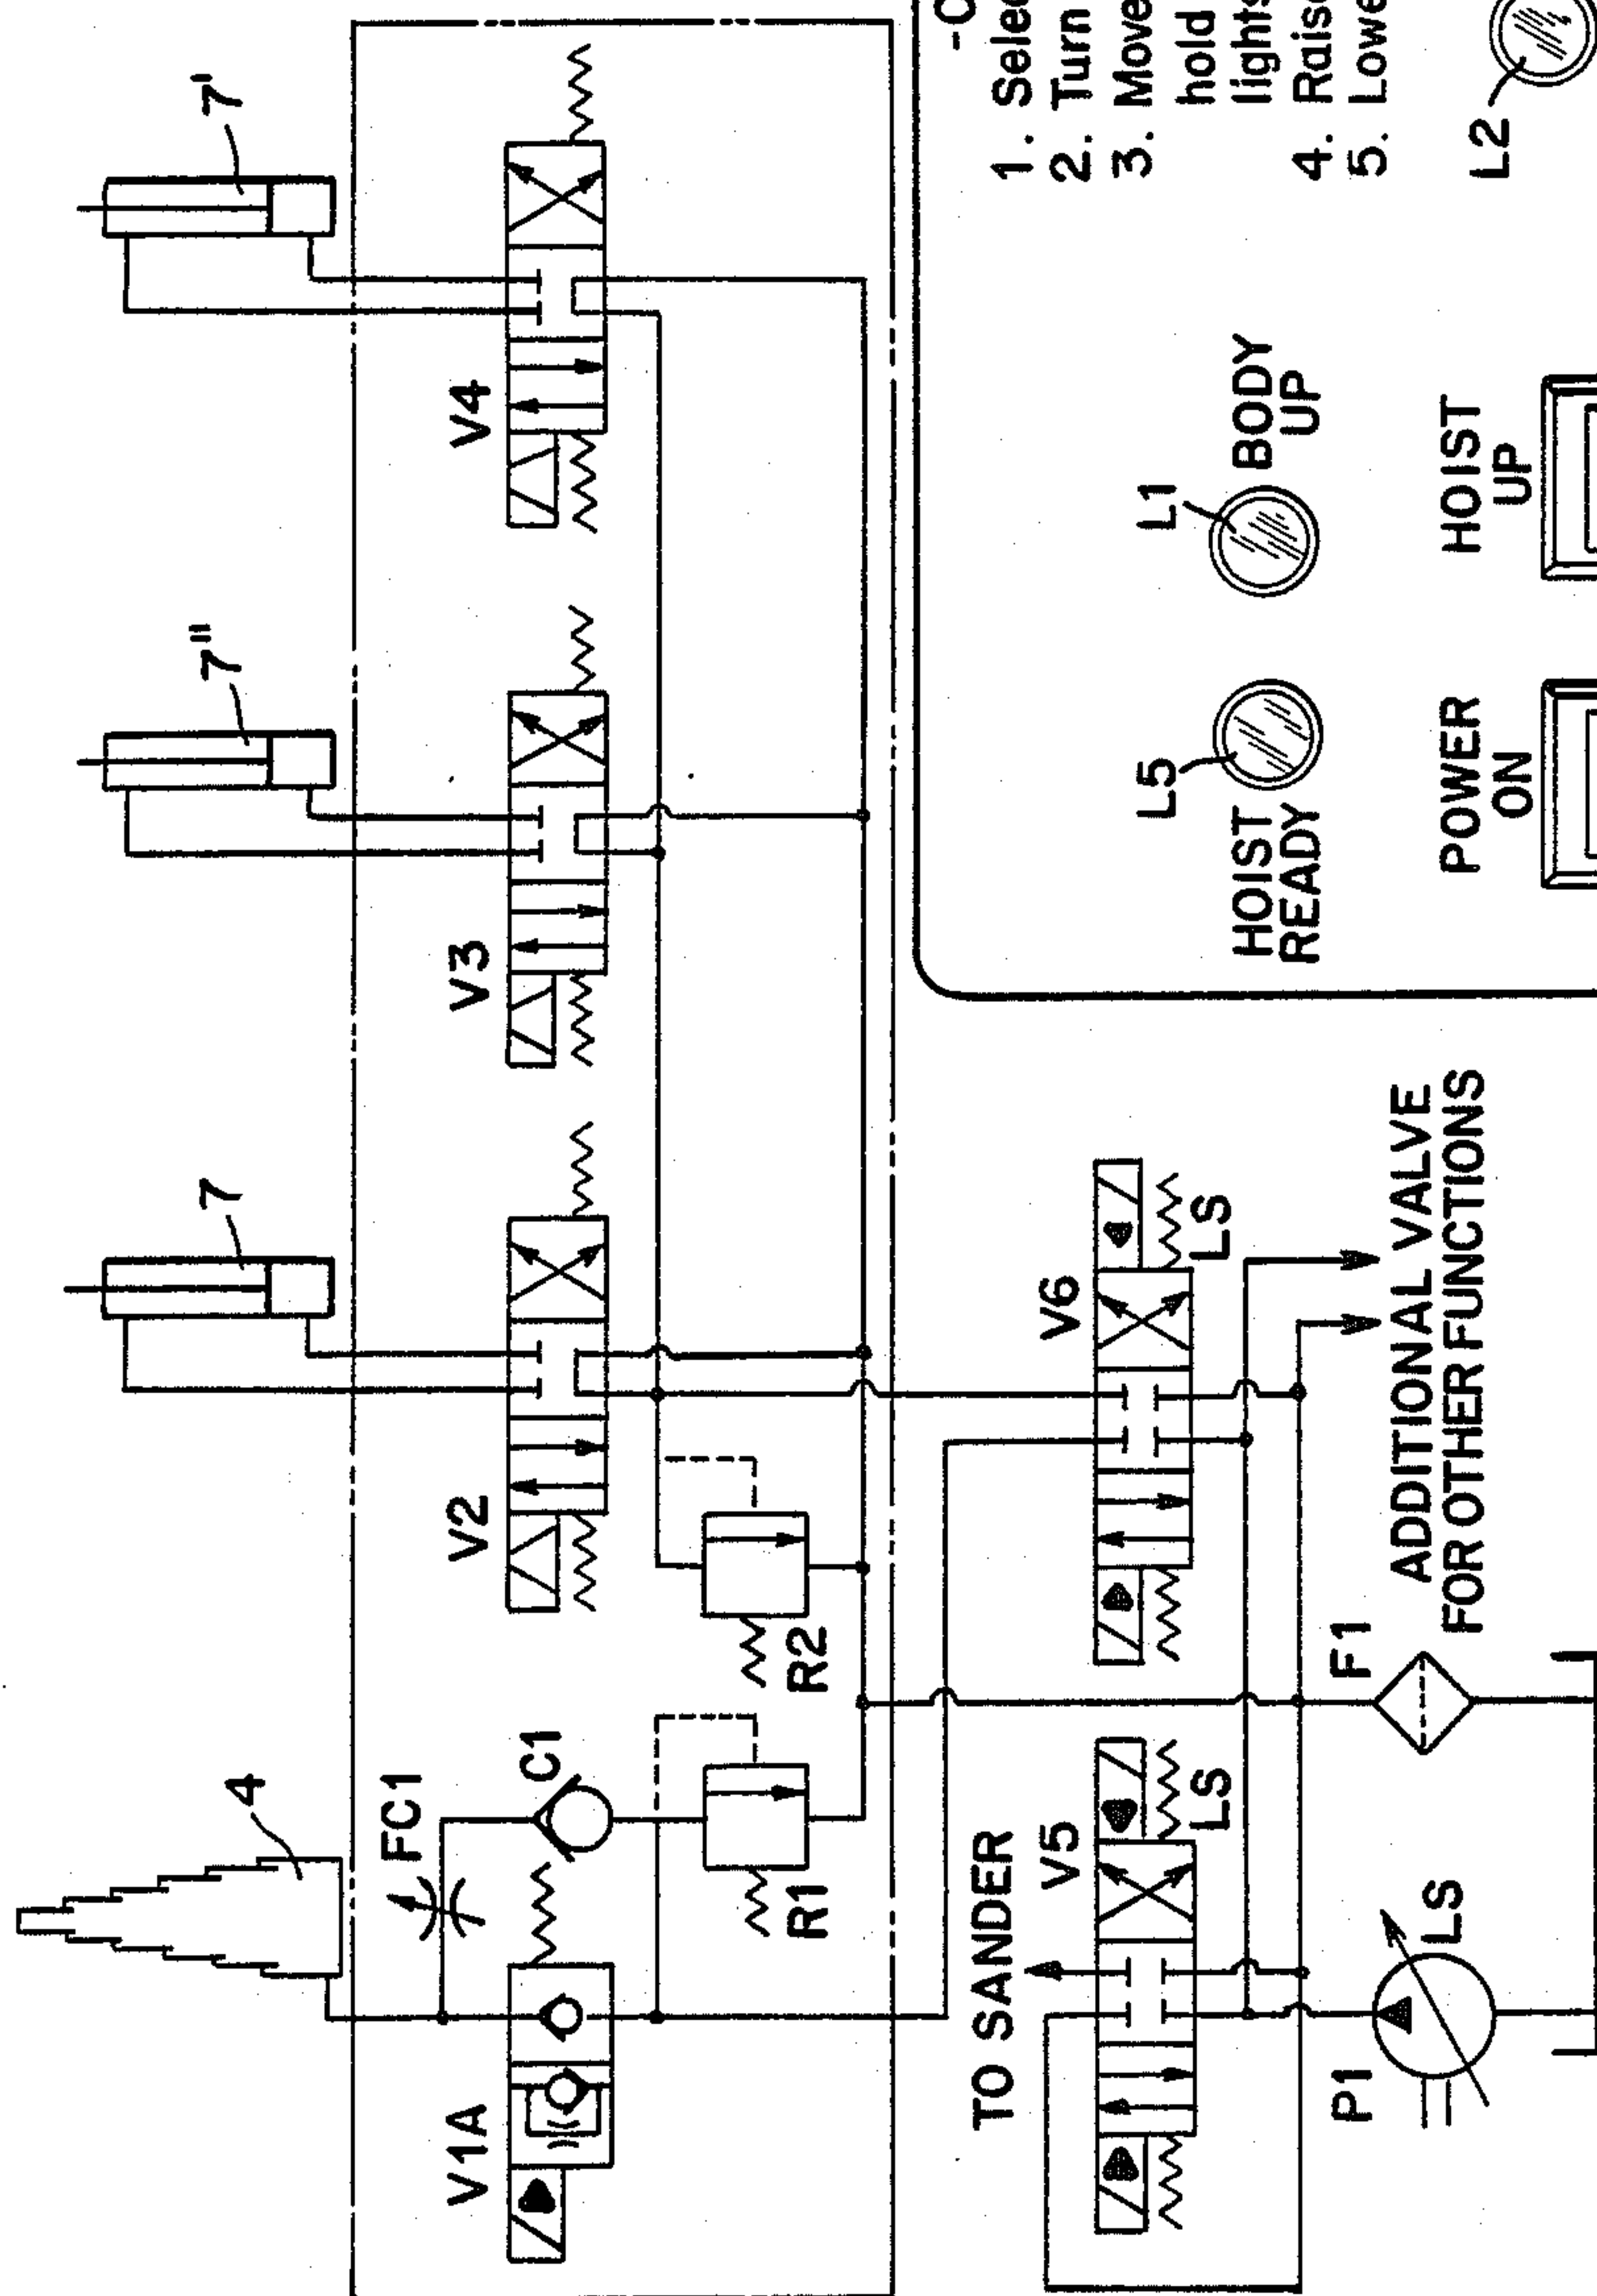 7'
7"
7
4
V4
V3
V2
FC1
C1
V1A
R2
R1
V6
LS
V5
LS
TO SANDER
F1
P1
LS
ADDITIONAL VALVE
FOR OTHER FUNCTIONS
1. Selec
2. Turn
3. Move
hold
lights
4. Raise
5. Lowe
L2
L1
BODY
UP
L5
HOIST
READY
HOIST
UP
POWER
ON